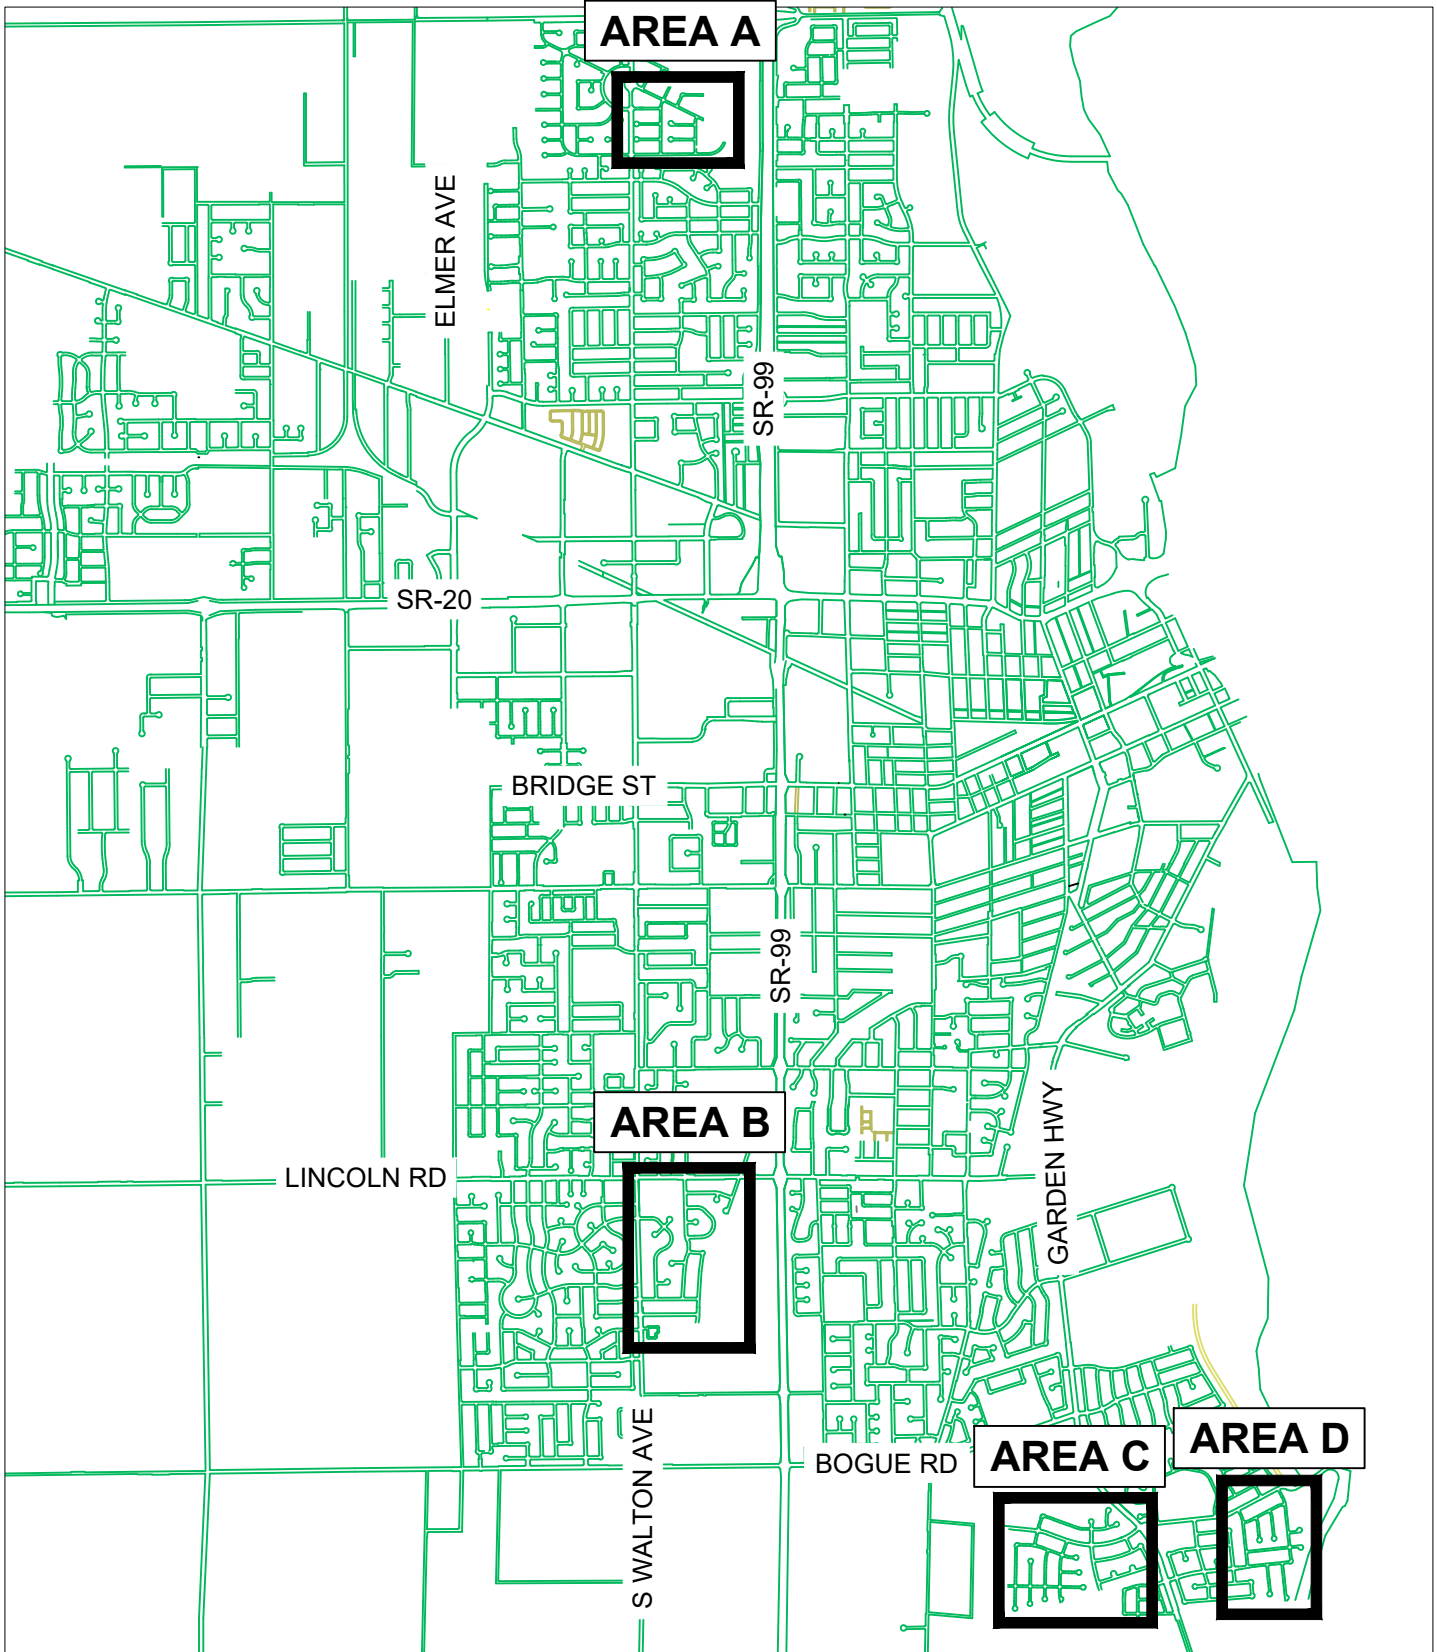 AREA A
ELMER AVE
SR-99
SR-20
BRIDGE ST
SR-99
GARDEN HWY
AREA B
LINCOLN RD
S WALTON AVE
BOGUE RD
AREA C
AREA D